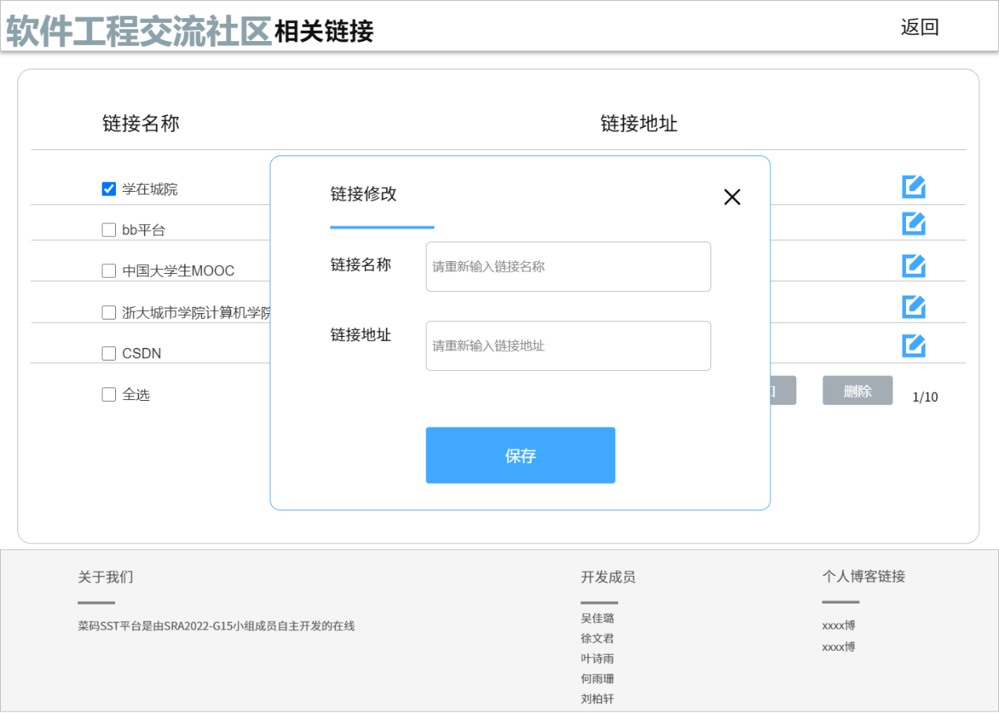 软件工程交流社区相关链接
返回
链接名称
链接地址
学在城院
bb平台
中国大学生MOOC
浙大城市学院计算机学院
CSDN
全选
链接修改
链接名称
请重新输入链接名称
链接地址
请重新输入链接地址
保存
删除
1/10
关于我们
菜码SST平台是由SRA2022-G15小组成员自主开发的在线
开发成员
吴佳璐
徐文君
叶诗雨
何雨珊
刘柏轩
个人博客链接
xxxx博
xxxx博